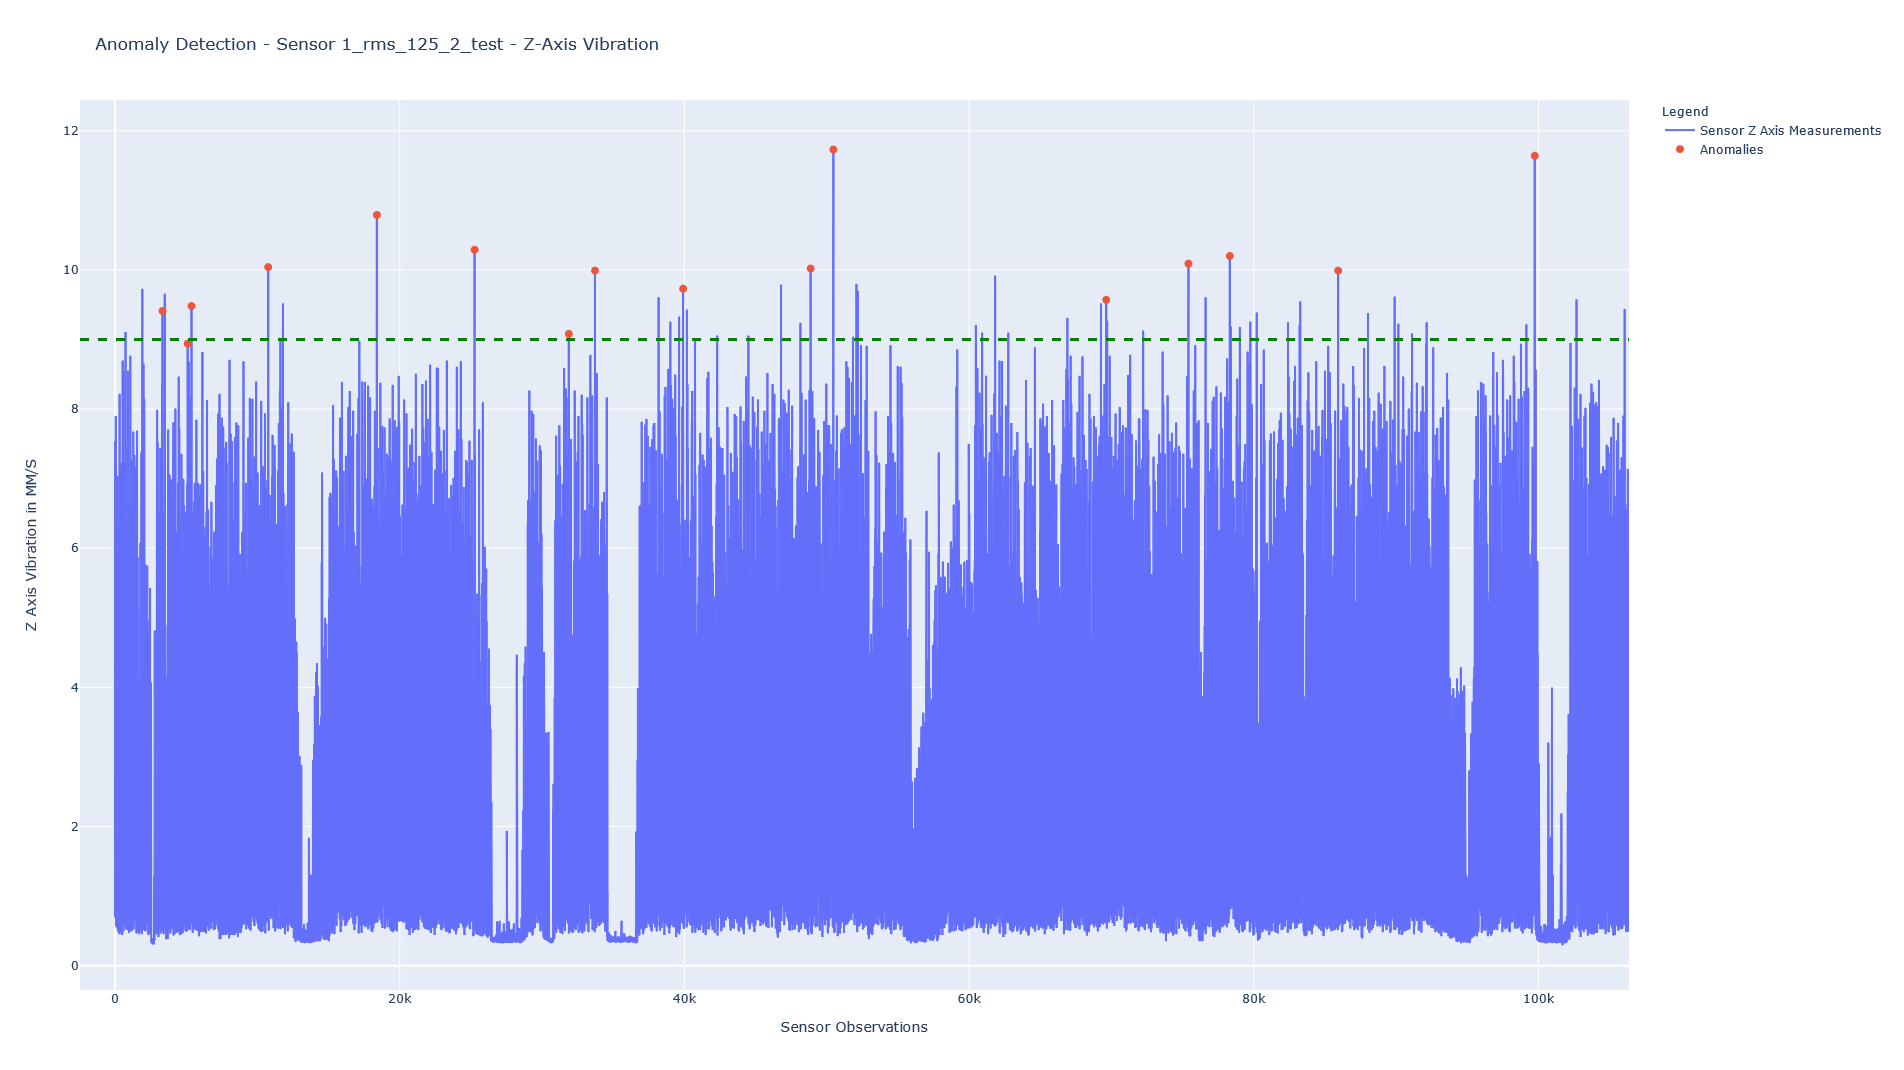 Anomaly Detection - Sensor 1_rms_125_2_test - Z-Axis Vibration
Legend
Sensor Z Axis Measurements
Anomalies
Z Axis Vibration in MM/S
12
10
8
6
4
2
0
0 20k 40k 60k 80k 100k
Sensor Observations